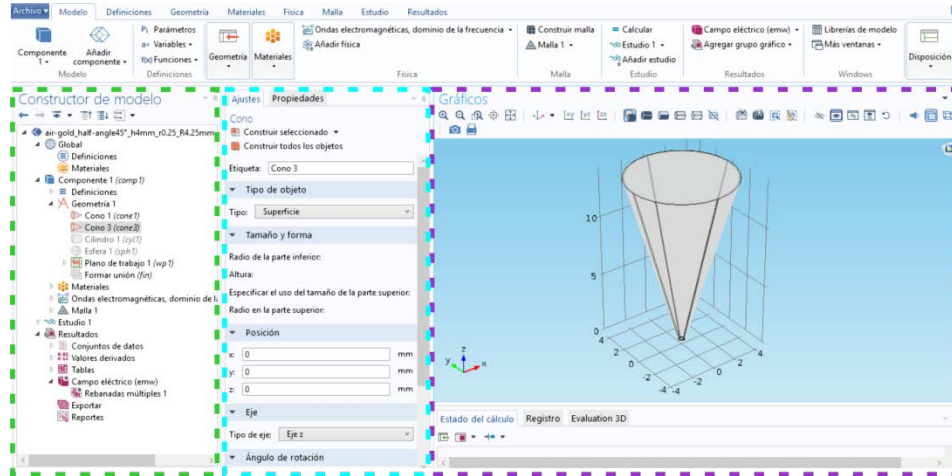 Archivo Modelo Definiciones Geometría Materiales Física Malla Estudio Resultados
Componente 1
Añadir componente
Modelo
Pi Parámetros
a= Variables
f(x) Funciones
Definiciones
Geometría
Materiales
Ondas electromagnéticas, dominio de la frecuencia
Añadir física
Física
Construir malla
Malla 1
Malla
Calcular
Estudio 1
Añadir estudio
Estudio
Campo eléctrico (emw)
Agregar grupo gráfico
Resultados
Librerías de modelo
Más ventanas
Windows
Disposición
Constructor de modelo
air-gold_half-angle45°_h4mm_r0.25_R4.25mm
Global
Definiciones
Materiales
Componente 1 (comp1)
Definiciones
Geometría 1
Cono 1 (cone1)
Cono 3 (cone3)
Cilindro 1 (cyl1)
Esfera 1 (sph1)
Plano de trabajo 1 (wp1)
Formar unión (fin)
Materiales
Ondas electromagnéticas, dominio de l
Malla 1
Estudio 1
Resultados
Conjuntos de datos
Valores derivados
Tablas
Campo eléctrico (emw)
Rebanadas múltiples 1
Exportar
Reportes
Ajustes Propiedades
Cono
Construir seleccionado
Construir todos los objetos
Etiqueta: Cono 3
Tipo de objeto
Tipo: Superficie
Tamaño y forma
Radio de la parte inferior:
Altura:
Especificar el uso del tamaño de la parte superior:
Radio en la parte superior:
Posición
x: 0 mm
y: 0 mm
z: 0 mm
Eje
Tipo de eje: Eje z
Ángulo de rotación
Gráficos
10
5
0
4
2
0
-2
-4
-4
-2
0
2
4
z
y
x
Estado del cálculo Registro Evaluation 3D